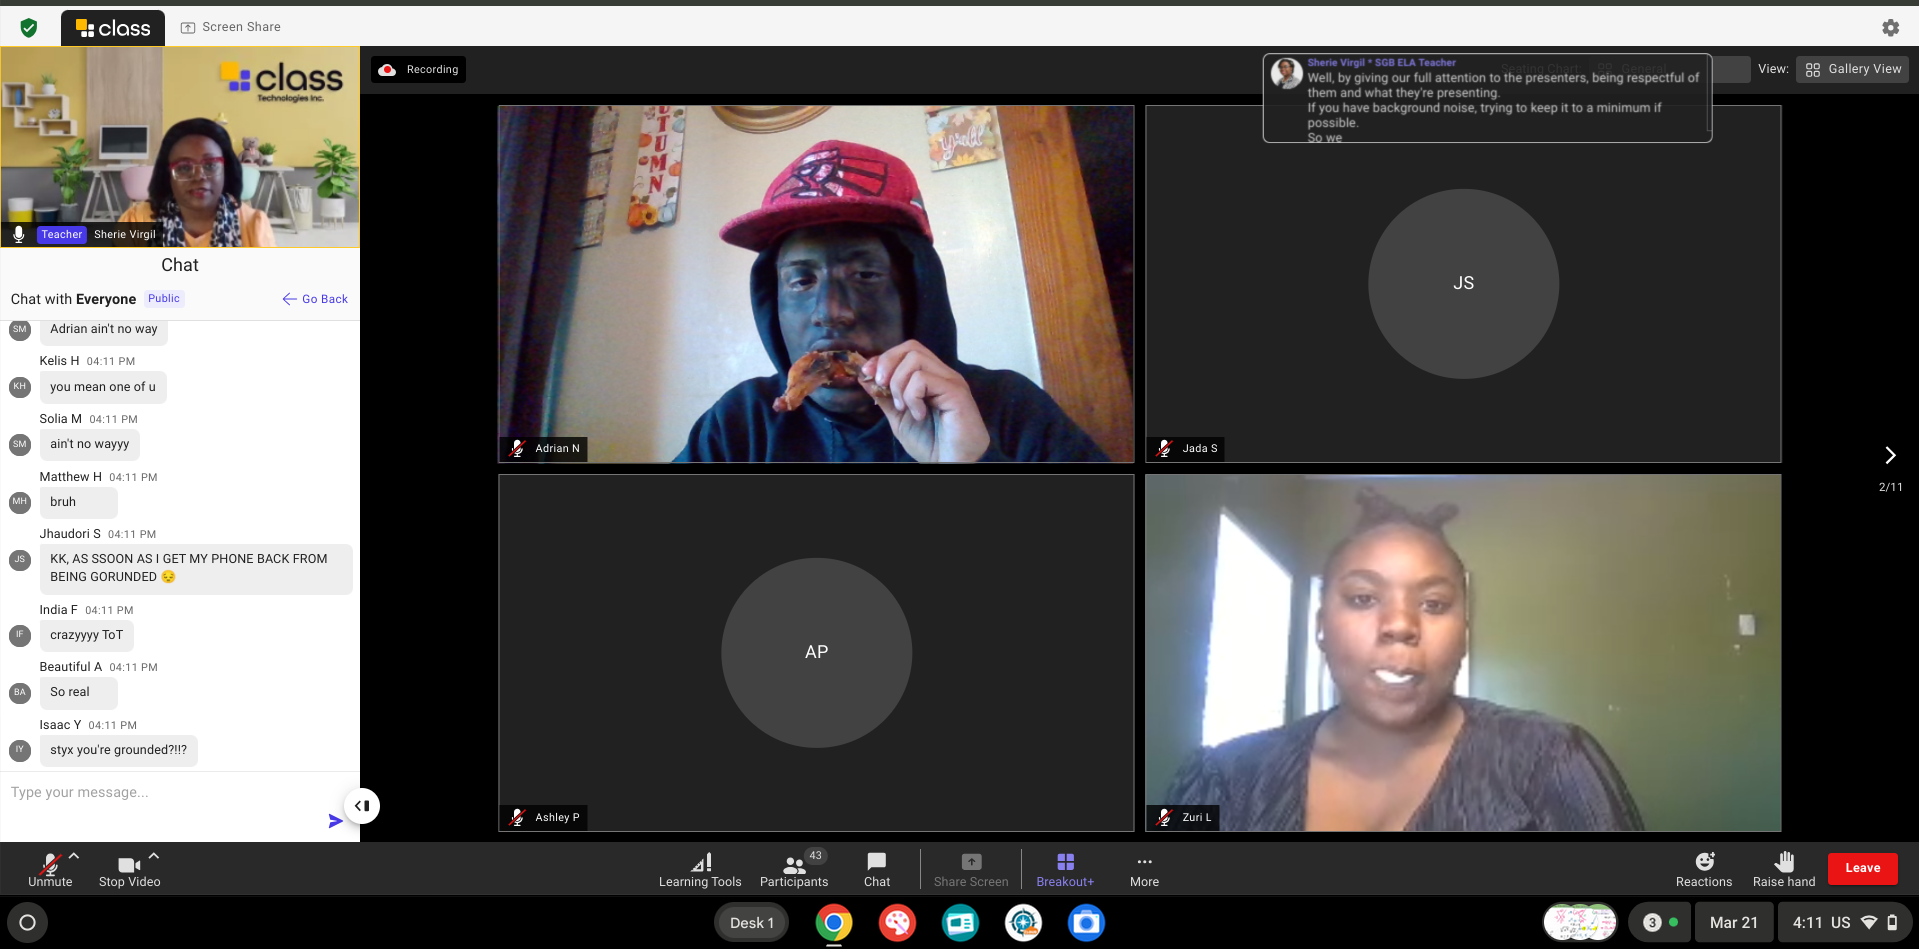 class
Screen Share
class
Technologies Inc.
Teacher
Sherie Virgil
Chat
Chat with Everyone
Public
Go Back
SM
Adrian ain't no way
Kelis H 04:11 PM
KH
you mean one of u
Solia M 04:11 PM
SM
ain't no wayyy
Matthew H 04:11 PM
MH
bruh
Jhaudori S 04:11 PM
JS
KK, AS SSOON AS I GET MY PHONE BACK FROM
BEING GORUNDED 😔
India F 04:11 PM
IF
crazyyyy ToT
Beautiful A 04:11 PM
BA
So real
Isaac Y 04:11 PM
IY
styx you're grounded?!!?
Type your message...
Recording
Sherie Virgil * SGB ELA Teacher
Well, by giving our full attention to the presenters, being respectful of
them and what they're presenting.
If you have background noise, trying to keep it to a minimum if
possible.
So we
Seating Chart:
General
View:
Gallery View
TUMN
y'all
Adrian N
JS
Jada S
AP
Ashley P
Zuri L
2/11
Unmute
Stop Video
Learning Tools
43
Participants
Chat
Share Screen
Breakout+
More
Reactions
Raise hand
Leave
Desk 1
3
Mar 21
4:11 US